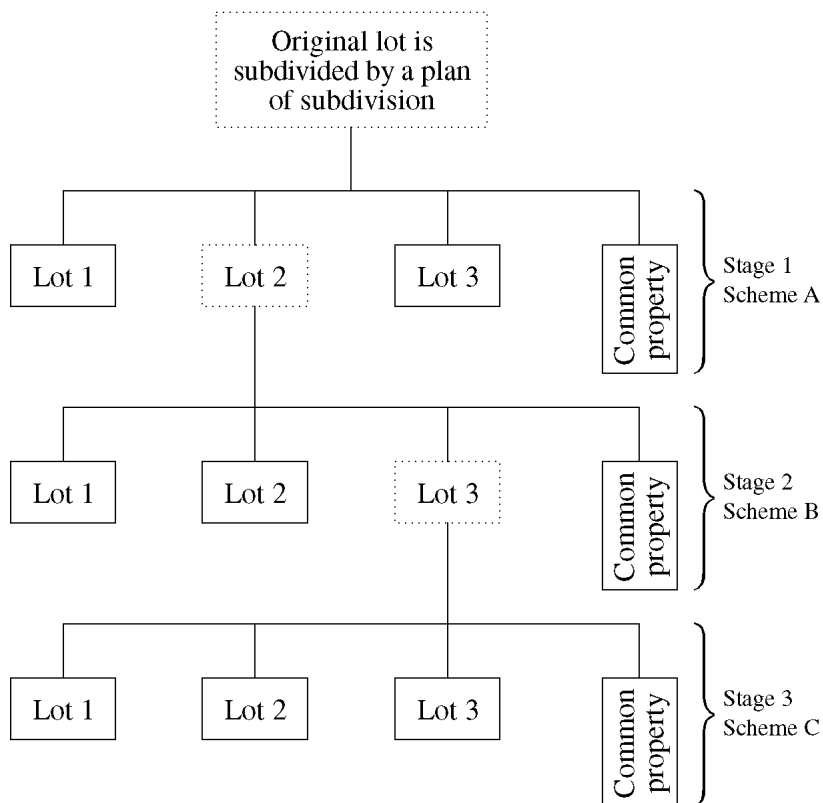 Original lot is
subdivided by a plan
of subdivision
Lot 1
Lot 2
Lot 3
Common
property
Stage 1
Scheme A
Lot 1
Lot 2
Lot 3
Common
property
Stage 2
Scheme B
Lot 1
Lot 2
Lot 3
Common
property
Stage 3
Scheme C